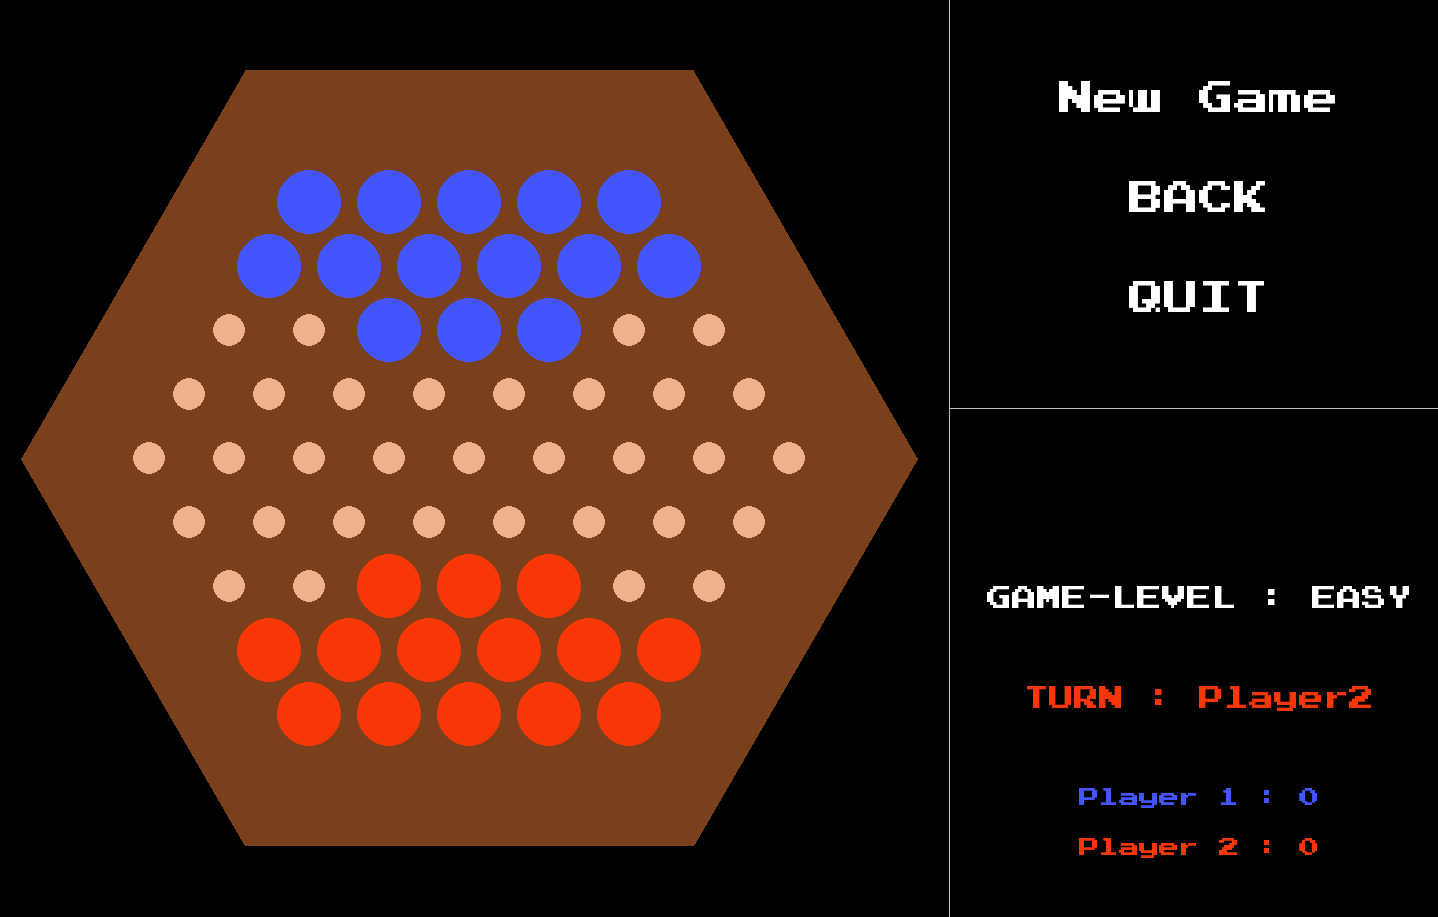 New Game
BACK
QUIT
GAME-LEVEL : EASY
TURN : Player2
Player 1 : 0
Player 2 : 0